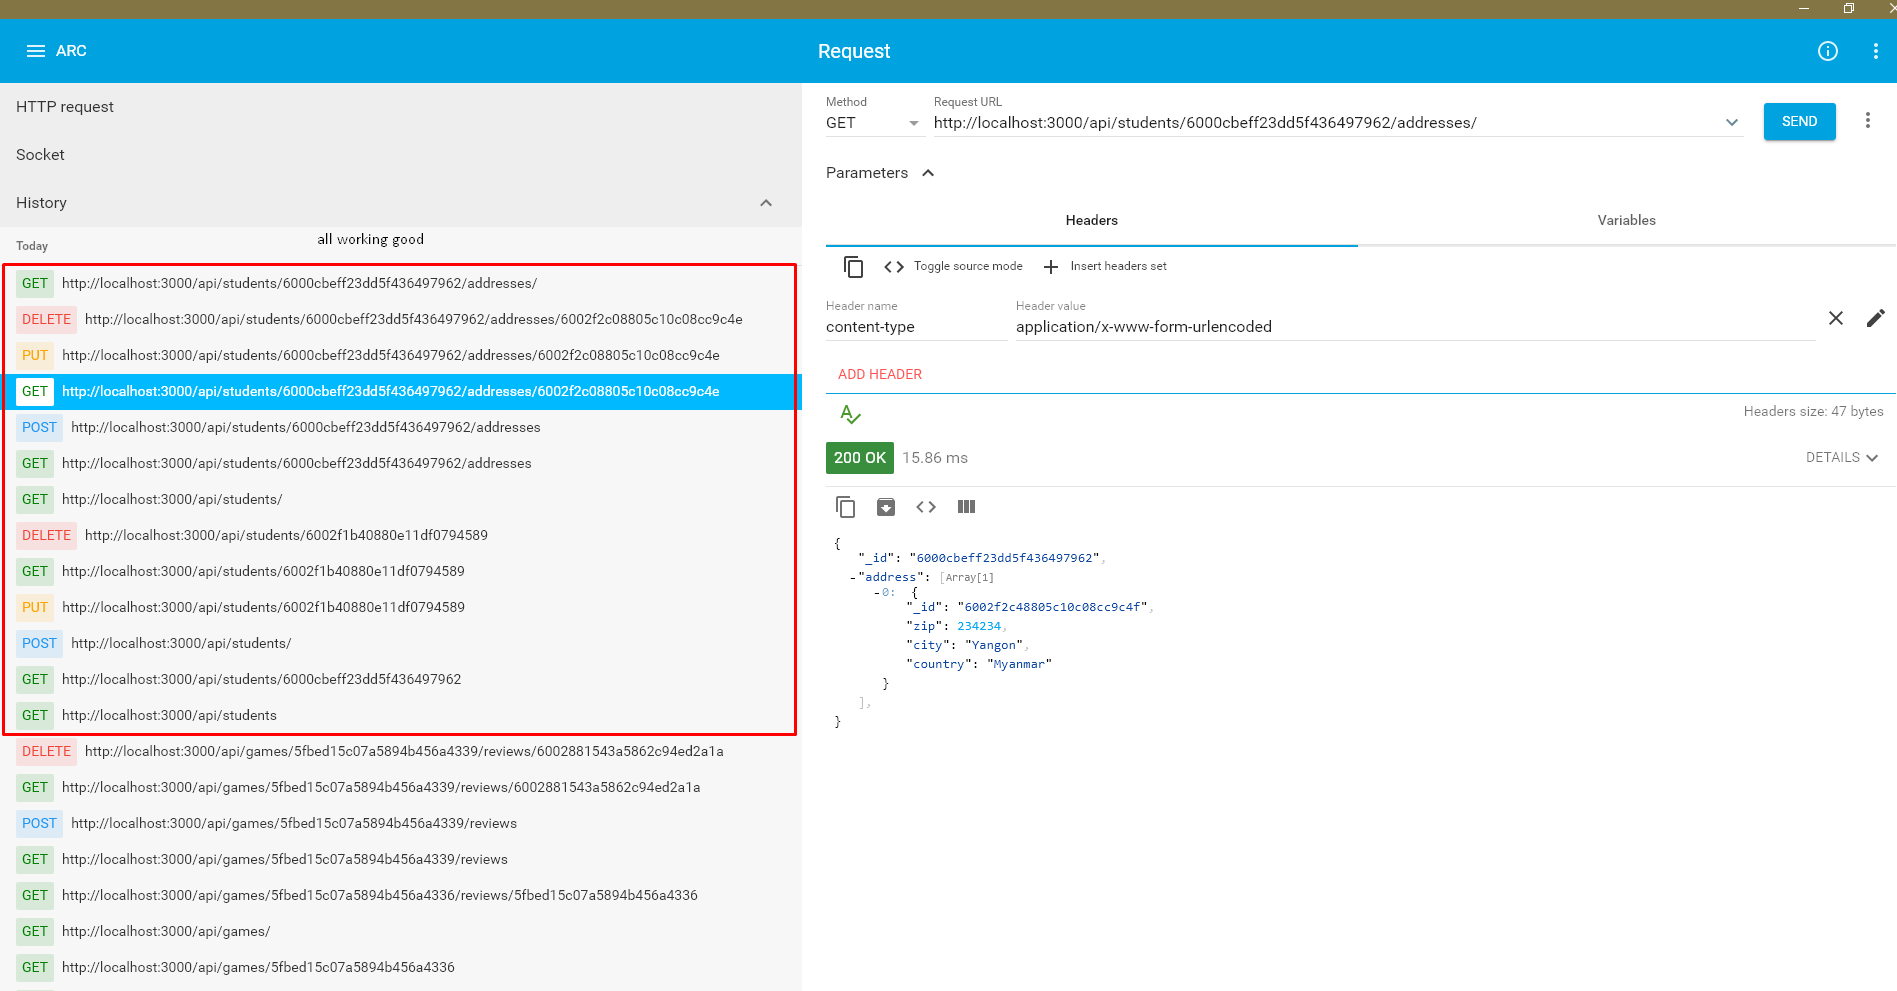 ARC
Request
HTTP request
Socket
History
Today
all working good
GET http://localhost:3000/api/students/6000cbeff23dd5f436497962/addresses/
DELETE http://localhost:3000/api/students/6000cbeff23dd5f436497962/addresses/6002f2c08805c10c08cc9c4e
PUT http://localhost:3000/api/students/6000cbeff23dd5f436497962/addresses/6002f2c08805c10c08cc9c4e
GET http://localhost:3000/api/students/6000cbeff23dd5f436497962/addresses/6002f2c08805c10c08cc9c4e
POST http://localhost:3000/api/students/6000cbeff23dd5f436497962/addresses
GET http://localhost:3000/api/students/6000cbeff23dd5f436497962/addresses
GET http://localhost:3000/api/students/
DELETE http://localhost:3000/api/students/6002f1b40880e11df0794589
GET http://localhost:3000/api/students/6002f1b40880e11df0794589
PUT http://localhost:3000/api/students/6002f1b40880e11df0794589
POST http://localhost:3000/api/students/
GET http://localhost:3000/api/students/6000cbeff23dd5f436497962
GET http://localhost:3000/api/students
DELETE http://localhost:3000/api/games/5fbed15c07a5894b456a4339/reviews/6002881543a5862c94ed2a1a
GET http://localhost:3000/api/games/5fbed15c07a5894b456a4339/reviews/6002881543a5862c94ed2a1a
POST http://localhost:3000/api/games/5fbed15c07a5894b456a4339/reviews
GET http://localhost:3000/api/games/5fbed15c07a5894b456a4339/reviews
GET http://localhost:3000/api/games/5fbed15c07a5894b456a4336/reviews/5fbed15c07a5894b456a4336
GET http://localhost:3000/api/games/
GET http://localhost:3000/api/games/5fbed15c07a5894b456a4336
Method
GET
Request URL
http://localhost:3000/api/students/6000cbeff23dd5f436497962/addresses/
SEND
Parameters
Headers
Variables
Toggle source mode
Insert headers set
Header name
content-type
Header value
application/x-www-form-urlencoded
ADD HEADER
Headers size: 47 bytes
200 OK 15.86 ms
DETAILS
{
"_id": "6000cbeff23dd5f436497962",
-"address": [Array[1]
-0: {
"_id": "6002f2c48805c10c08cc9c4f",
"zip": 234234,
"city": "Yangon",
"country": "Myanmar"
}
],
}